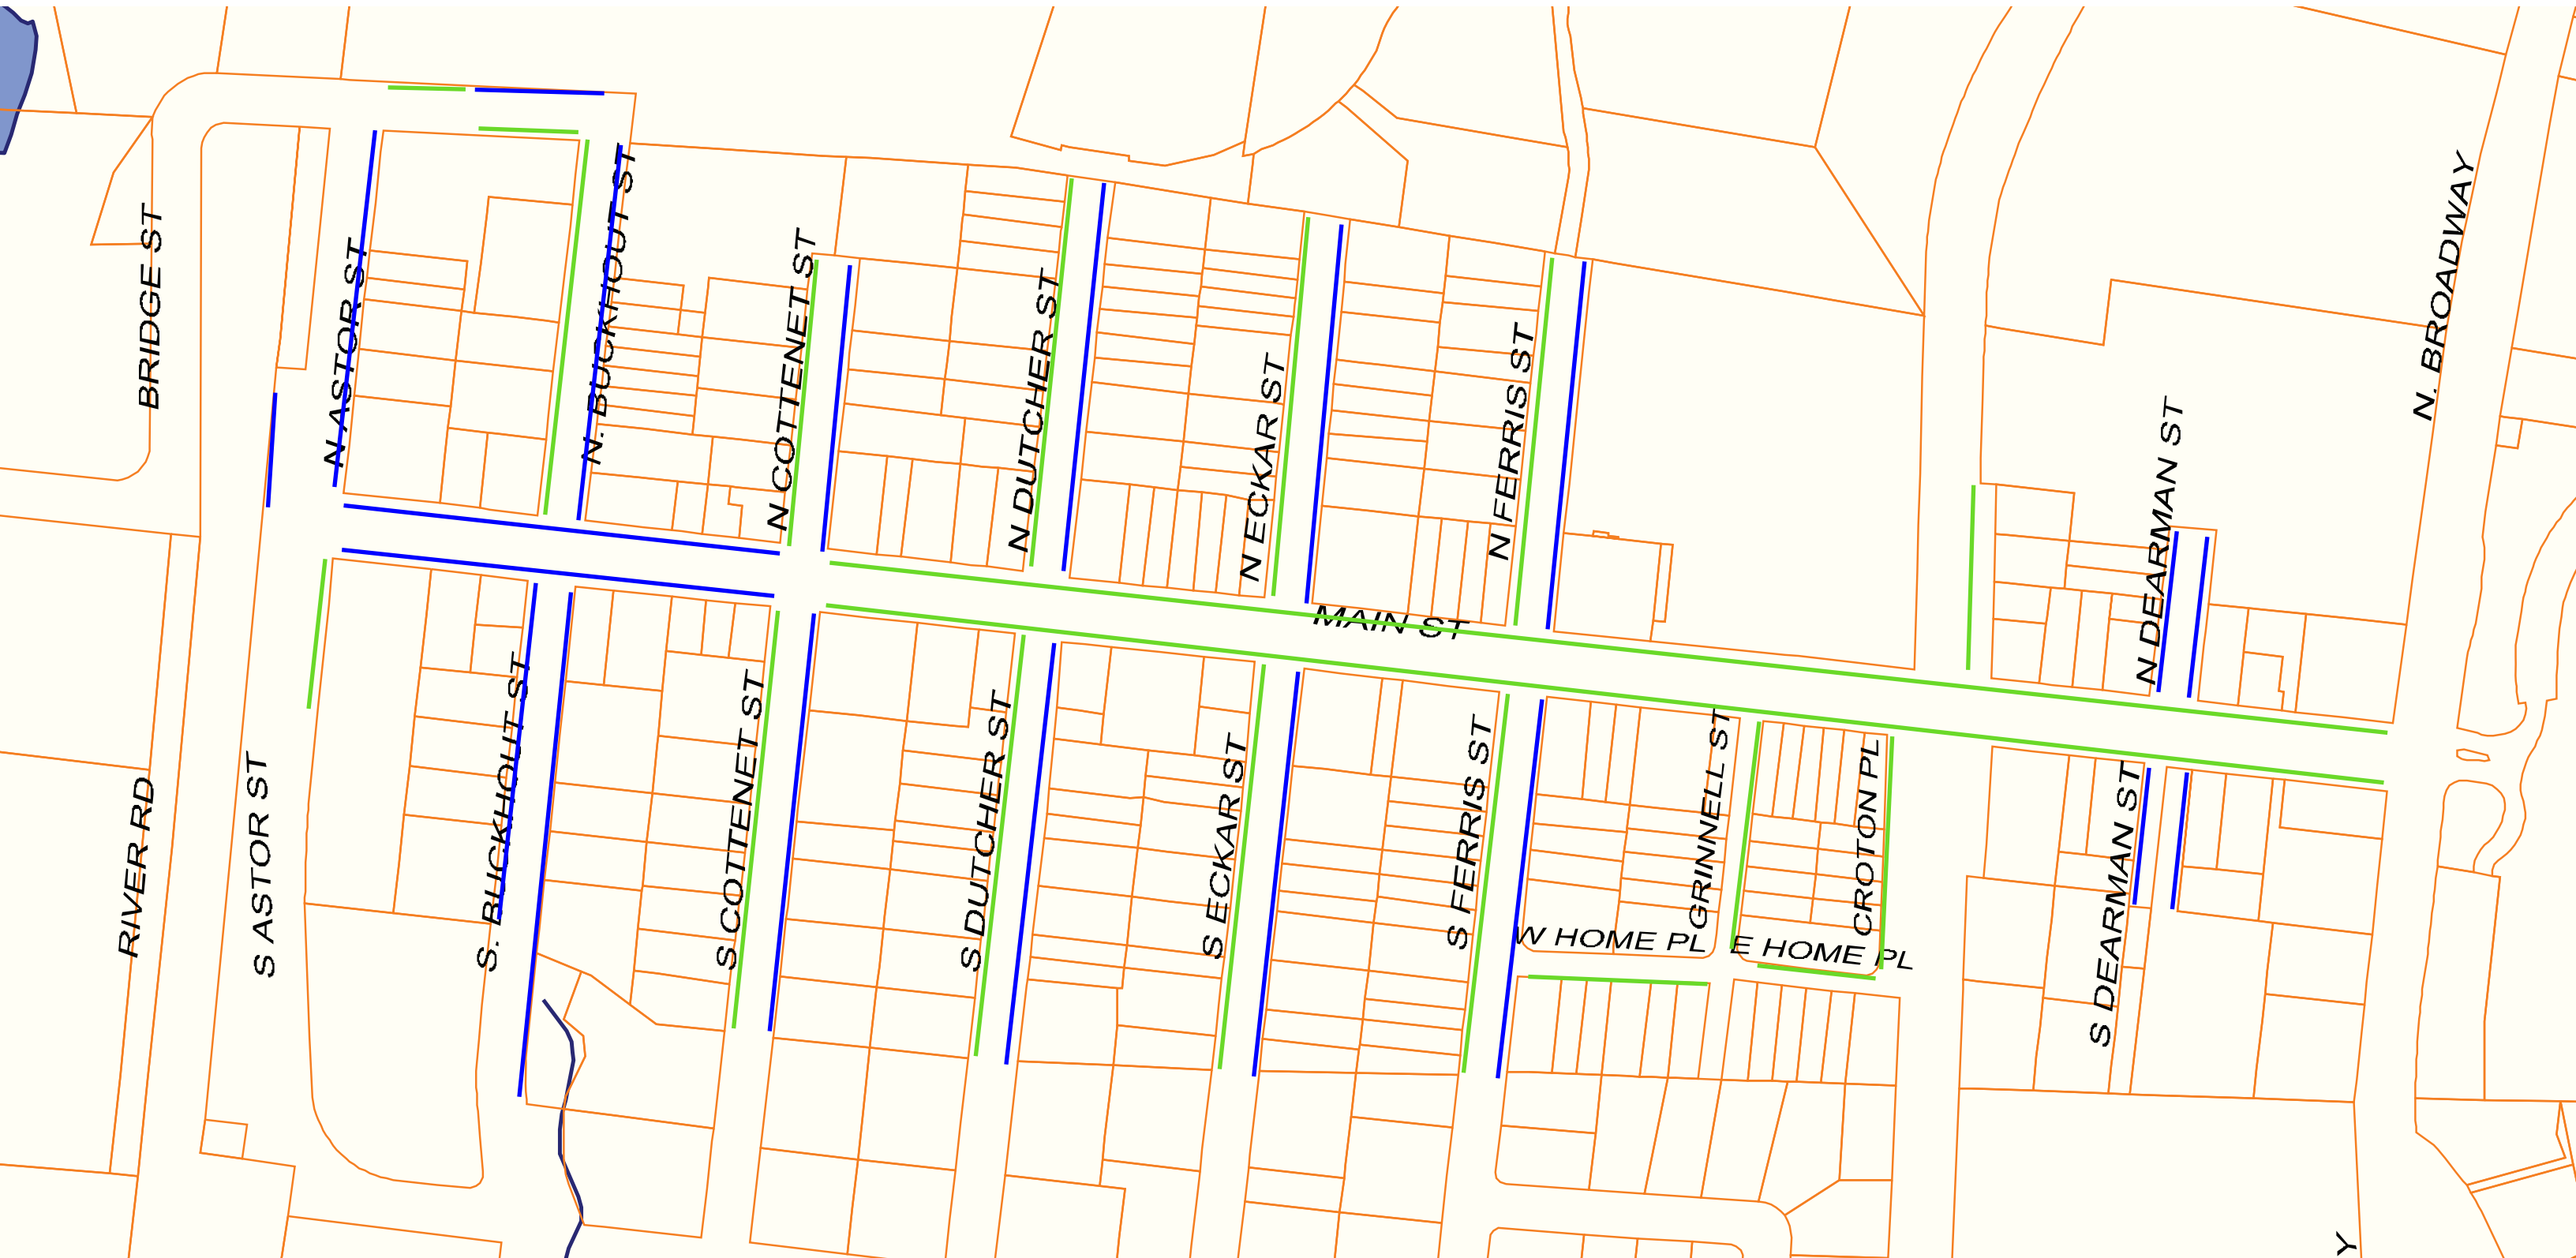 BRIDGE ST
N ASTOR ST
N. BUCKHOUT ST
N COTTENET ST
N DUTCHER ST
N ECKAR ST
N FERRIS ST
N DEARMAN ST
N. BROADWAY
MAIN ST
RIVER RD
S ASTOR ST
S. BUCKHOUT ST
S COTTENET ST
S DUTCHER ST
S ECKAR ST
S FERRIS ST
GRINNELL ST
CROTON PL
W HOME PL
E HOME PL
S DEARMAN ST
Y